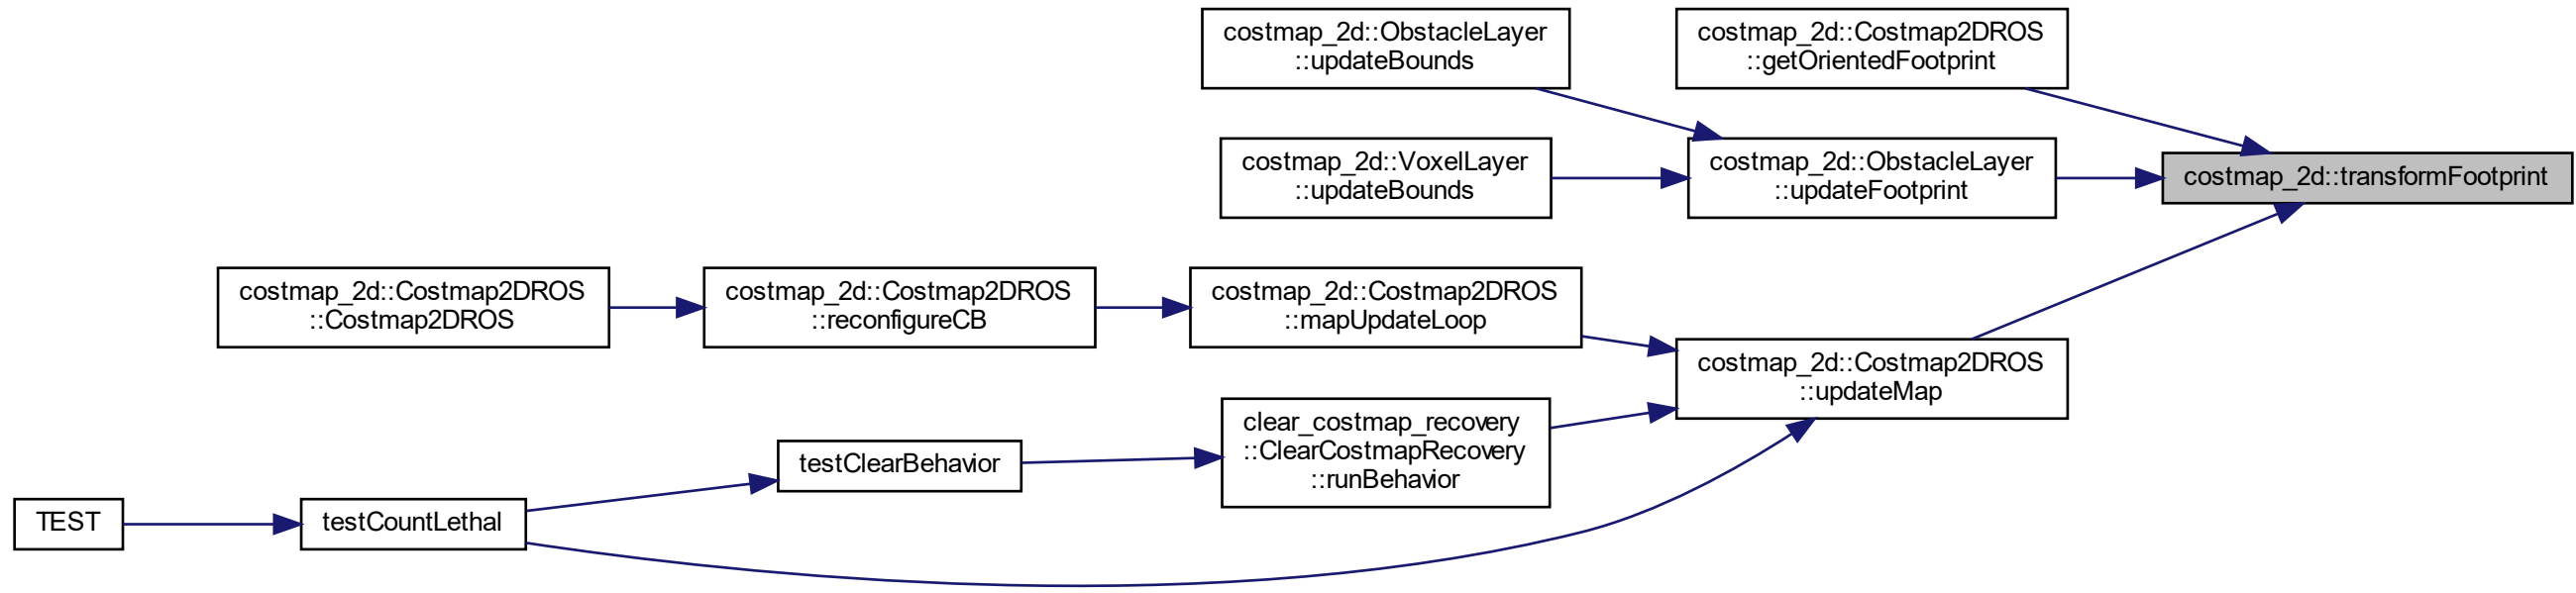 costmap_2d::ObstacleLayer
::updateBounds
costmap_2d::Costmap2DROS
::getOrientedFootprint
costmap_2d::VoxelLayer
::updateBounds
costmap_2d::ObstacleLayer
::updateFootprint
costmap_2d::transformFootprint
costmap_2d::Costmap2DROS
::Costmap2DROS
costmap_2d::Costmap2DROS
::reconfigureCB
costmap_2d::Costmap2DROS
::mapUpdateLoop
costmap_2d::Costmap2DROS
::updateMap
clear_costmap_recovery
::ClearCostmapRecovery
::runBehavior
testClearBehavior
testCountLethal
TEST